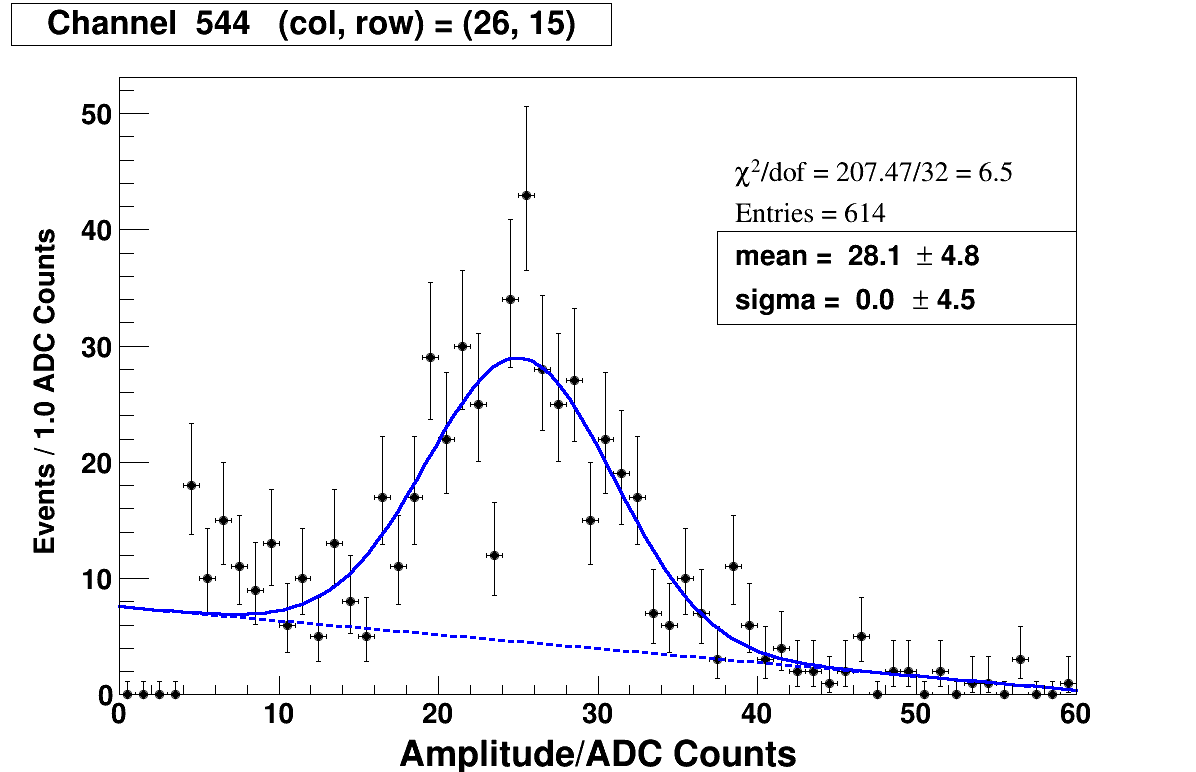 Channel 544 (col, row) = (26, 15)
χ²/dof = 207.47/32 = 6.5
Entries = 614
mean = 28.1 ± 4.8
sigma = 0.0 ± 4.5
Events / 1.0 ADC Counts
50
40
30
20
10
0
0 10 20 30 40 50 60
Amplitude/ADC Counts